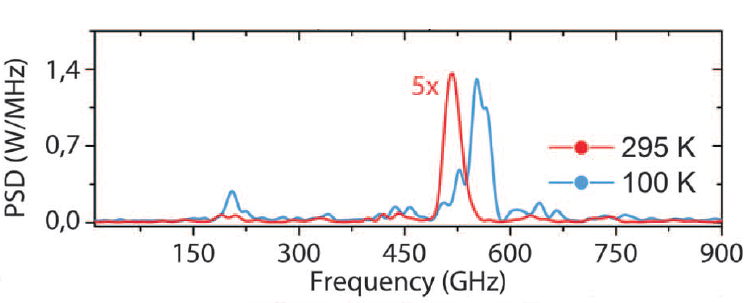 PSD (W/MHz)
1,4
0,7
0,0
5x
295 K
100 K
150 300 450 600 750 900
Frequency (GHz)